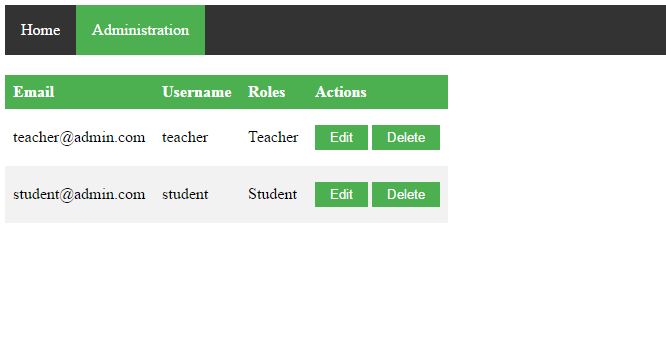 Home Administration
Email Username Roles Actions
teacher@admin.com teacher Teacher Edit Delete
student@admin.com student Student Edit Delete